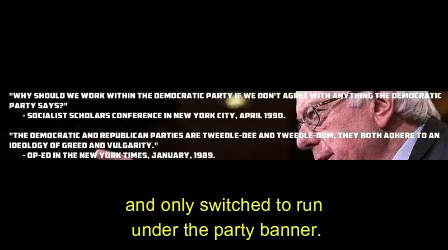 "WHY SHOULD WE WORK WITHIN THE DEMOCRATIC PARTY IF WE DON'T AGREE WITH ANYTHING THE DEMOCRATIC
PARTY SAYS?"
- SOCIALIST SCHOLARS CONFERENCE IN NEW YORK CITY, APRIL 1990.
"THE DEMOCRATIC AND REPUBLICAN PARTIES ARE TWEEDLE-DEE AND TWEEDLE-DUM. THEY BOTH ADHERE TO AN
IDEOLOGY OF GREED AND VULGARITY."
- OP-ED IN THE NEW YORK TIMES, JANUARY, 1989.
and only switched to run
under the party banner.